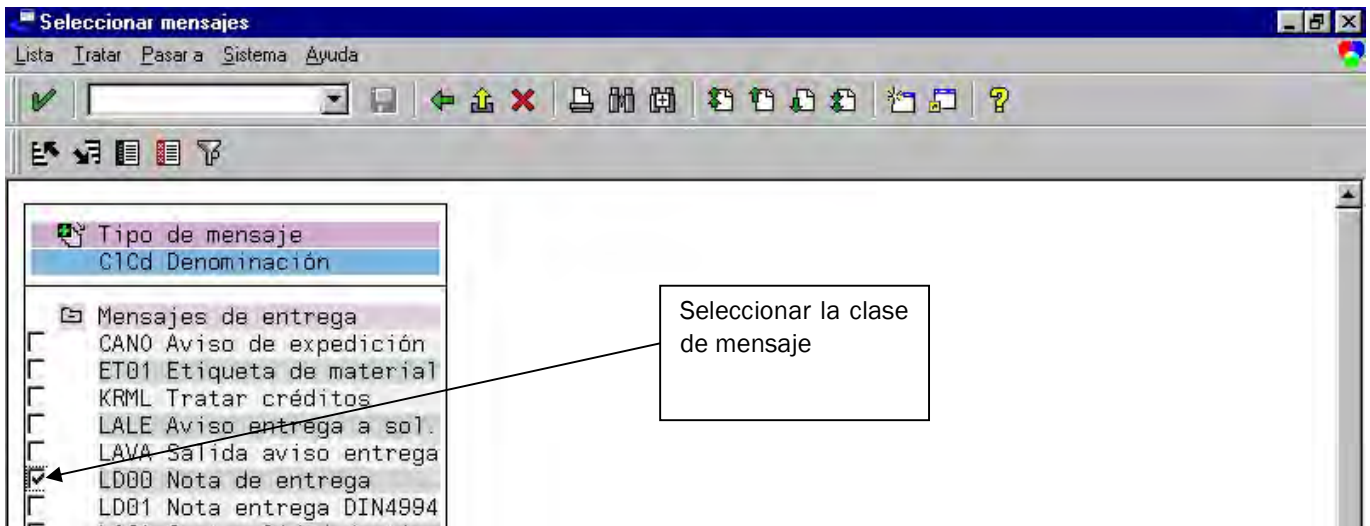 Seleccionar mensajes
Lista Tratar Pasar a Sistema Ayuda
Tipo de mensaje
ClCd Denominación
Mensajes de entrega
CANO Aviso de expedición
ET01 Etiqueta de material
KRML Tratar créditos
LALE Aviso entrega a sol.
LAVA Salida aviso entrega
LD00 Nota de entrega
LD01 Nota entrega DIN4994
Seleccionar la clase
de mensaje